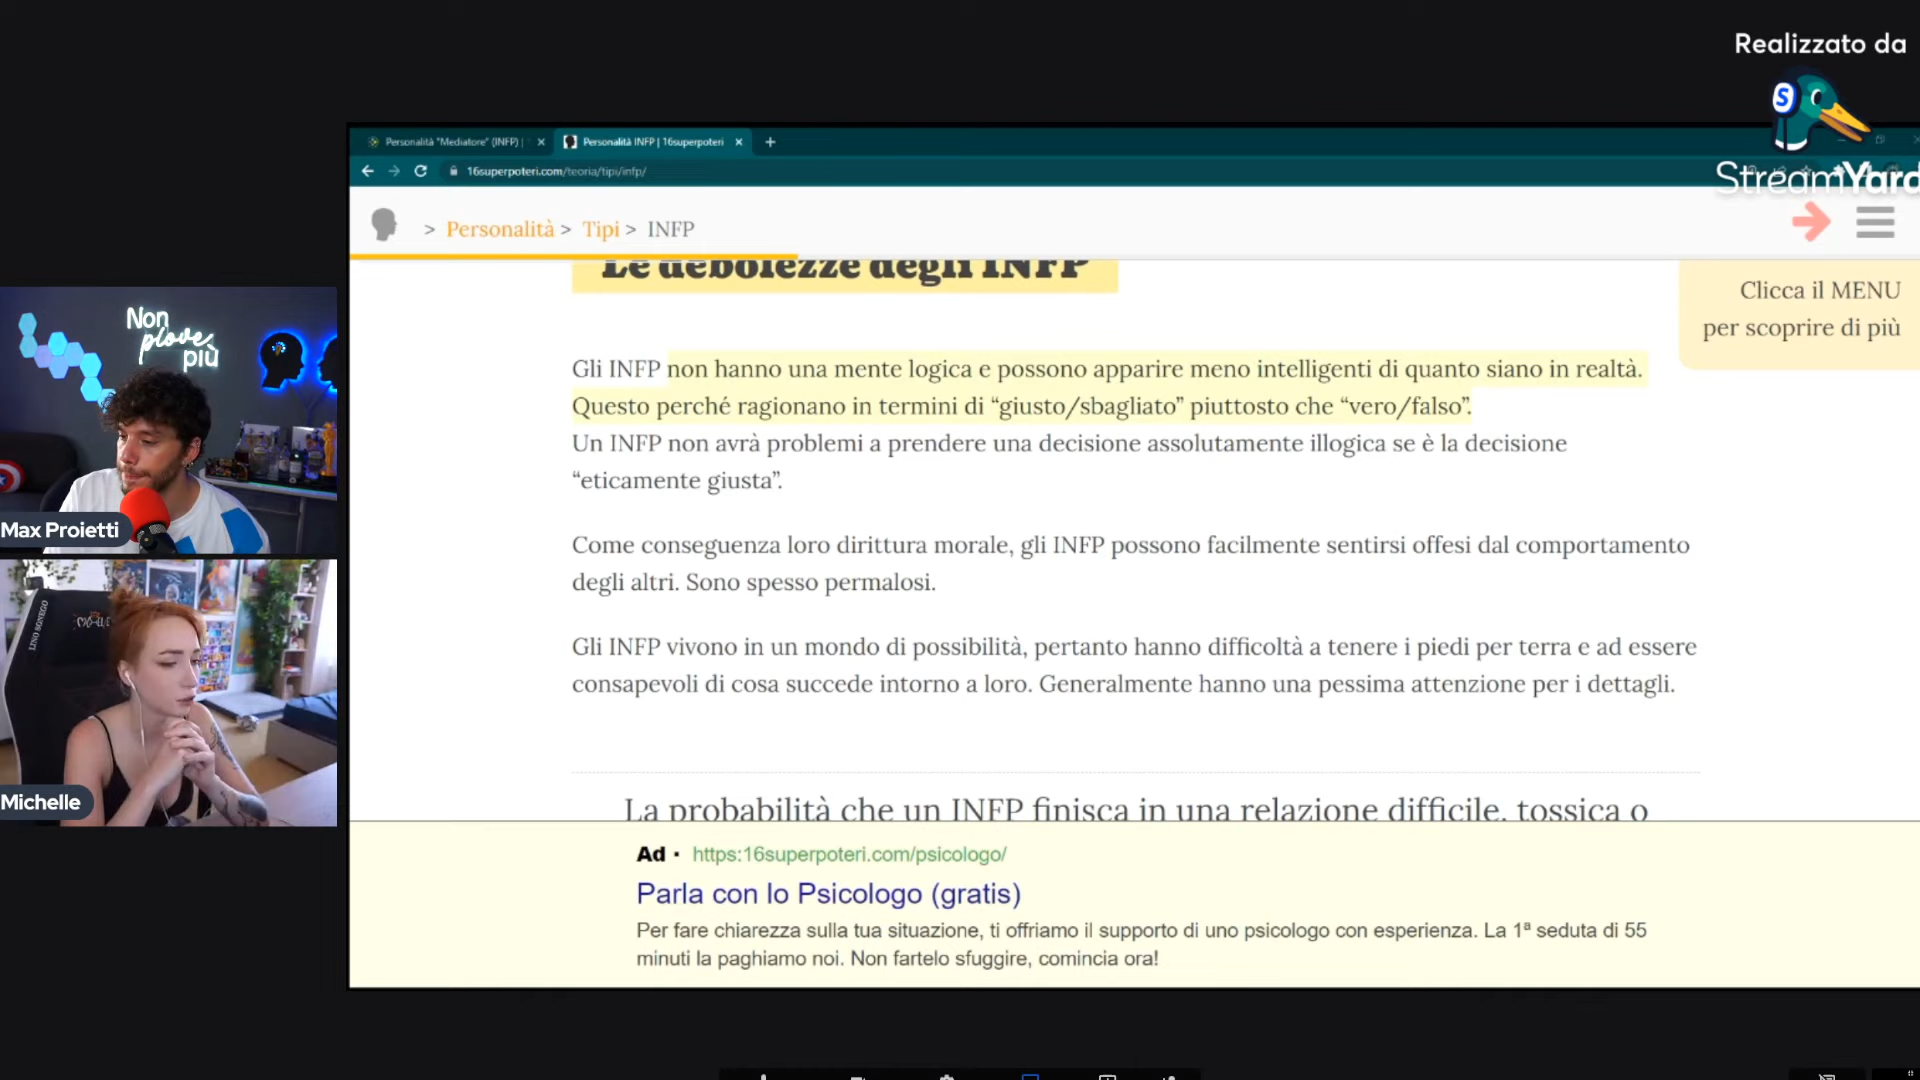 Realizzato da
StreamYard
Personalità "Mediatore" (INFP) |
Personalità INFP | 16superpoteri
16superpoteri.com/teoria/tipi/infp/
> Personalità > Tipi > INFP
Le debolezze degli INFP
Clicca il MENU
per scoprire di più
Gli INFP non hanno una mente logica e possono apparire meno intelligenti di quanto siano in realtà.
Questo perché ragionano in termini di “giusto/sbagliato” piuttosto che “vero/falso”.
Un INFP non avrà problemi a prendere una decisione assolutamente illogica se è la decisione
“eticamente giusta”.
Come conseguenza loro dirittura morale, gli INFP possono facilmente sentirsi offesi dal comportamento
degli altri. Sono spesso permalosi.
Gli INFP vivono in un mondo di possibilità, pertanto hanno difficoltà a tenere i piedi per terra e ad essere
consapevoli di cosa succede intorno a loro. Generalmente hanno una pessima attenzione per i dettagli.
La probabilità che un INFP finisca in una relazione difficile, tossica o
Ad · https:16superpoteri.com/psicologo/
Parla con lo Psicologo (gratis)
Per fare chiarezza sulla tua situazione, ti offriamo il supporto di uno psicologo con esperienza. La 1ª seduta di 55
minuti la paghiamo noi. Non fartelo sfuggire, comincia ora!
Non
piove
più
Max Proietti
Michelle